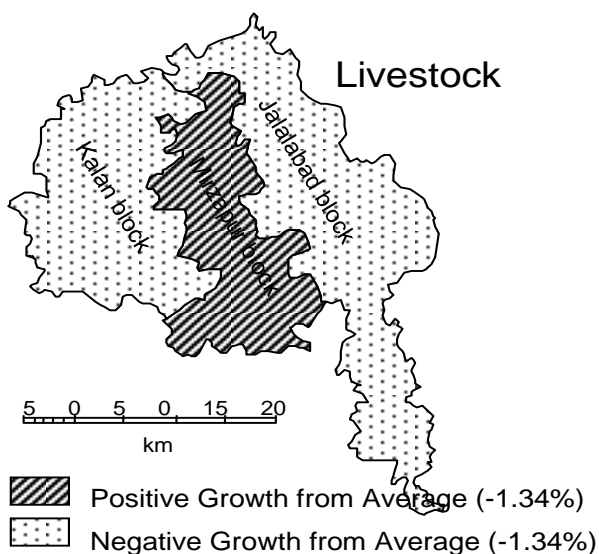 Livestock
Jalalabad block
Kalan block
Mirzapur block
5 0 5 0 15 20
km
Positive Growth from Average (-1.34%)
Negative Growth from Average (-1.34%)